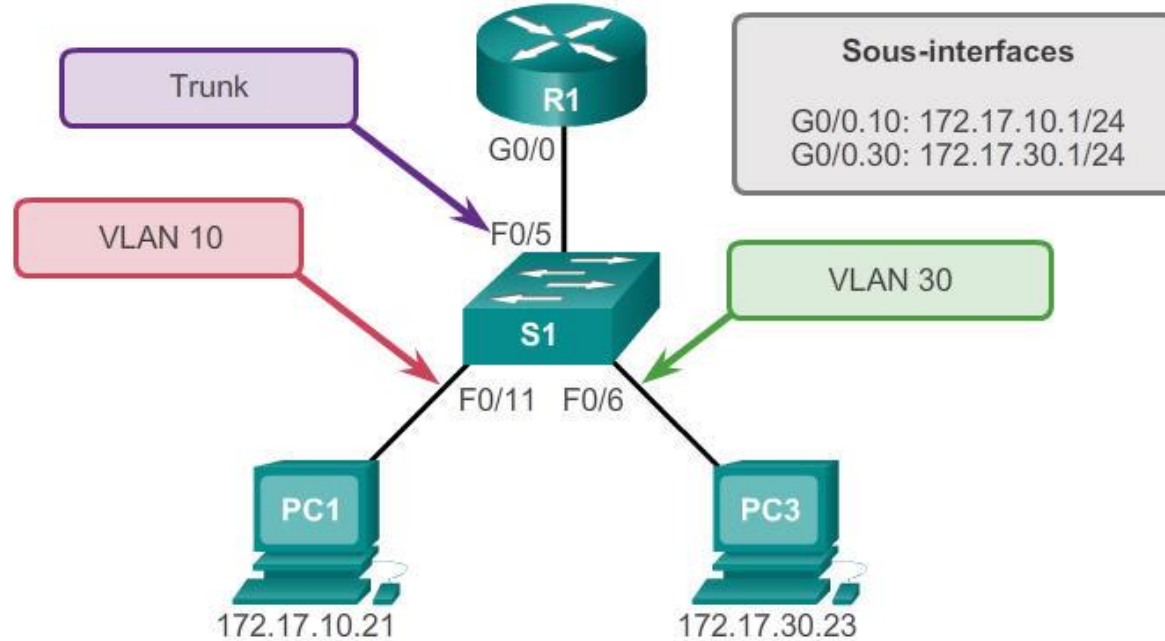 Trunk
R1
Sous-interfaces
G0/0.10: 172.17.10.1/24
G0/0.30: 172.17.30.1/24
G0/0
VLAN 10
F0/5
VLAN 30
S1
F0/11
F0/6
PC1
PC3
172.17.10.21
172.17.30.23